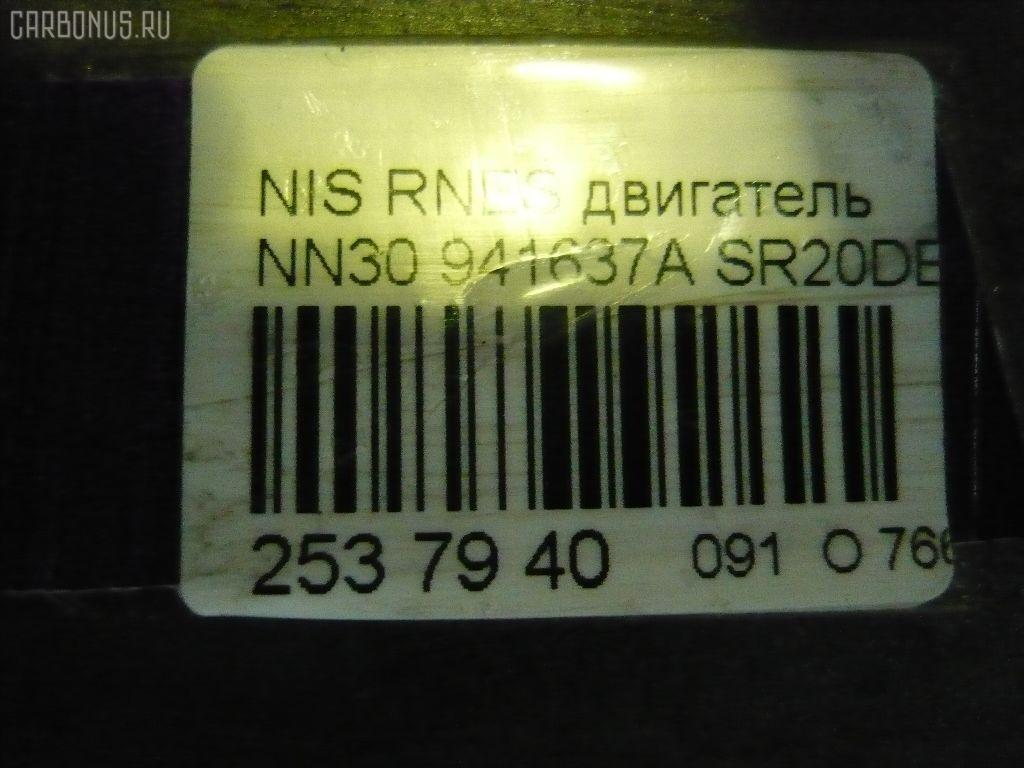 CARBONUS.RU
NIS RNES двигатель
NN30 941637A SR20DE
253 79 40 091 O 766